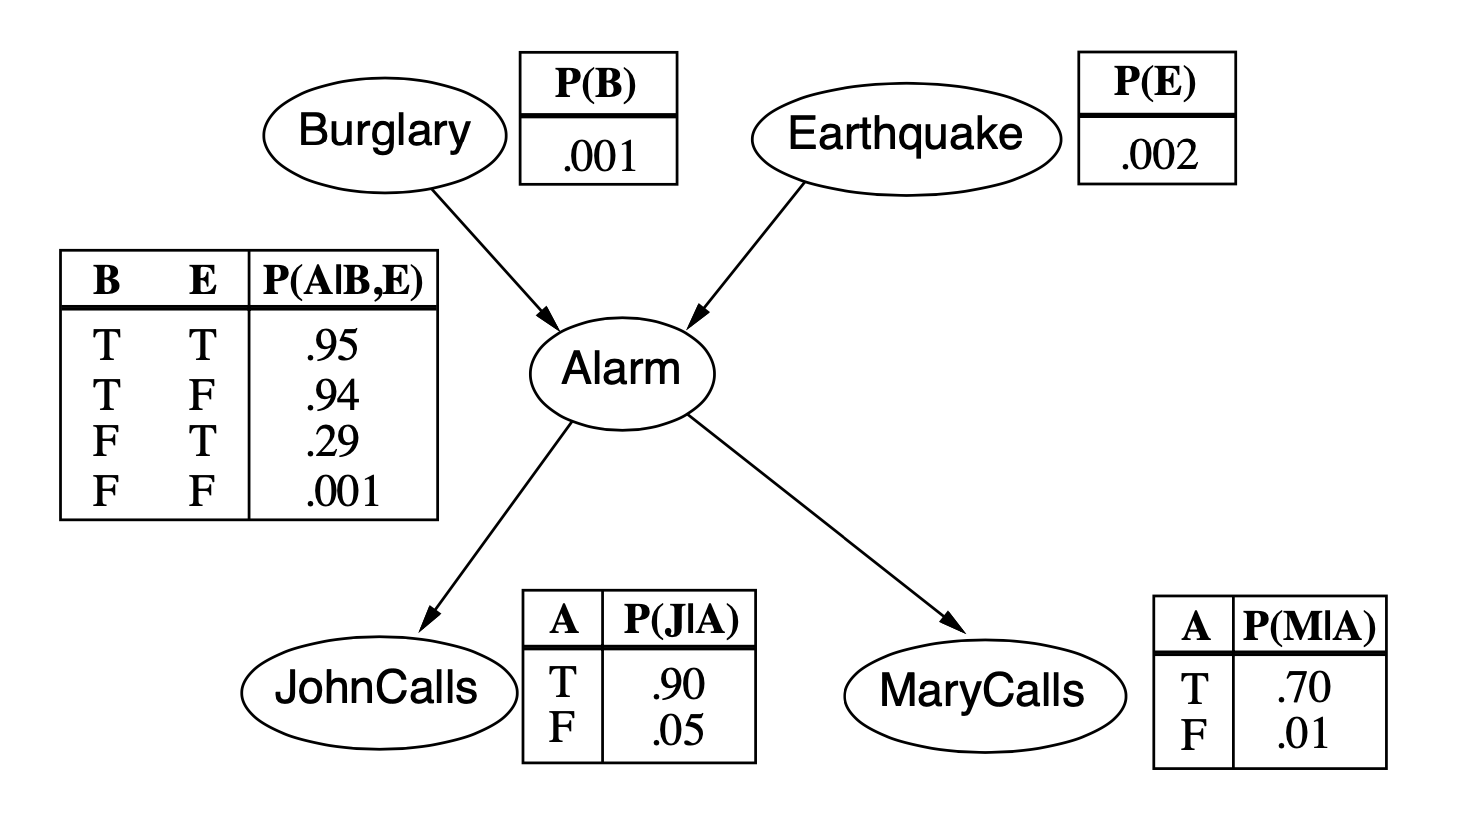 Burglary
P(B)
.001
Earthquake
P(E)
.002
B E P(A|B,E)
T T .95
T F .94
F T .29
F F .001
Alarm
JohnCalls
A P(J|A)
T .90
F .05
MaryCalls
A P(M|A)
T .70
F .01